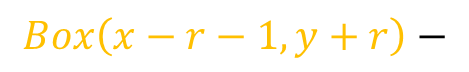 Box(x − r − 1, y + r) −